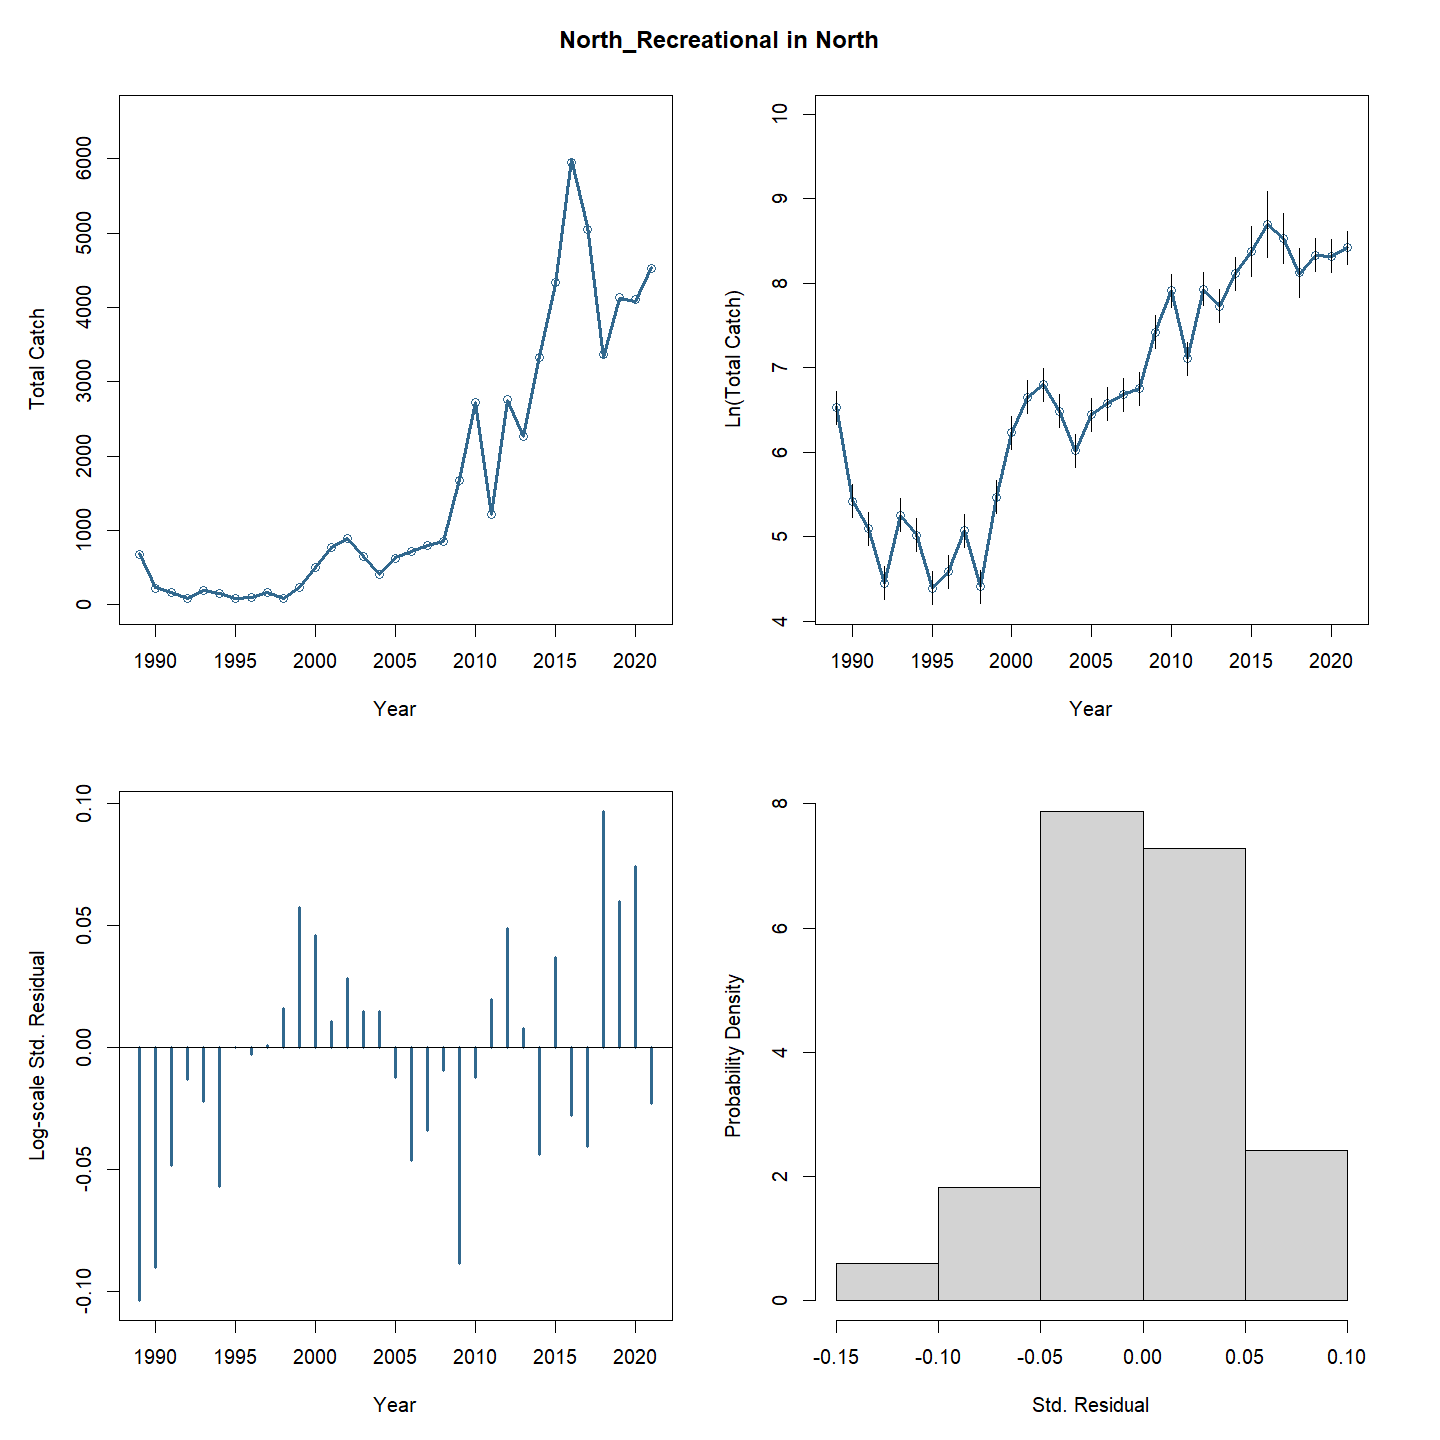 North_Recreational in North
Total Catch
6000
5000
4000
3000
2000
1000
0
1990 1995 2000 2005 2010 2015 2020
Year
Ln(Total Catch)
10
9
8
7
6
5
4
1990 1995 2000 2005 2010 2015 2020
Year
Log-scale Std. Residual
0.10
0.05
0.00
-0.05
-0.10
1990 1995 2000 2005 2010 2015 2020
Year
Probability Density
8
6
4
2
0
-0.15 -0.10 -0.05 0.00 0.05 0.10
Std. Residual